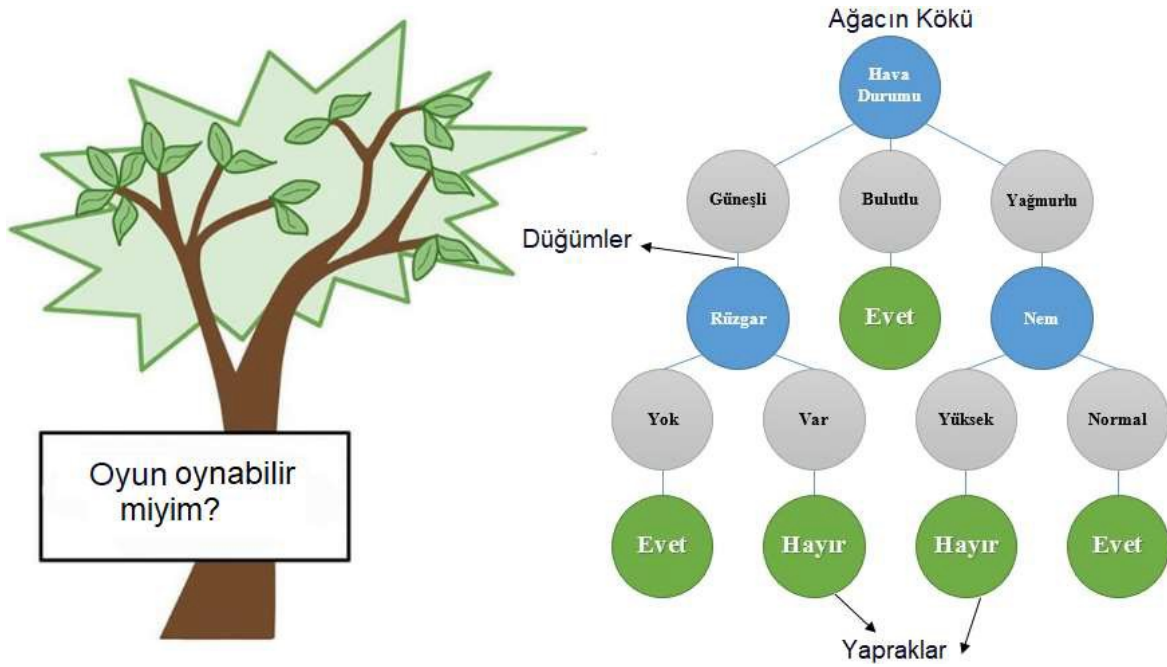 Ağacın Kökü
Hava
Durumu
Güneşli
Bulutlu
Yağmurlu
Düğümler
Rüzgar
Evet
Nem
Yok
Var
Yüksek
Normal
Oyun oynabilir
miyim?
Evet
Hayır
Hayır
Evet
Yapraklar